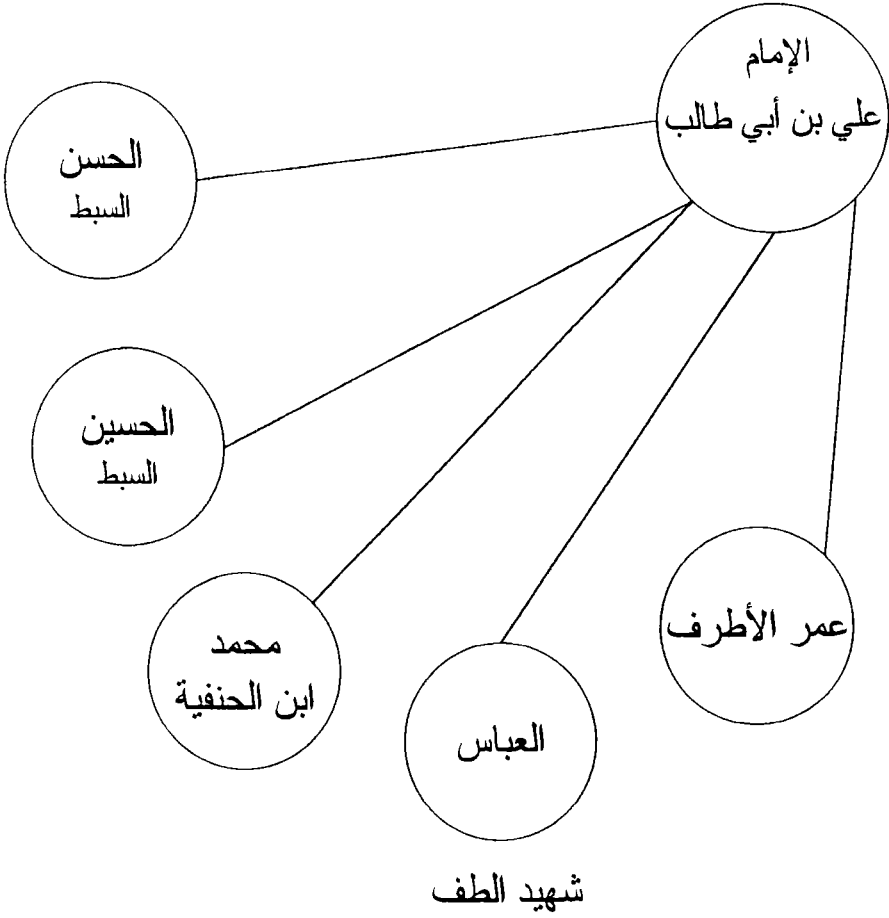 الإمام
علي بن أبي طالب
الحسن
السبط
الحسين
السبط
محمد
ابن الحنفية
العباس
شهيد الطف
عمر الأطرف